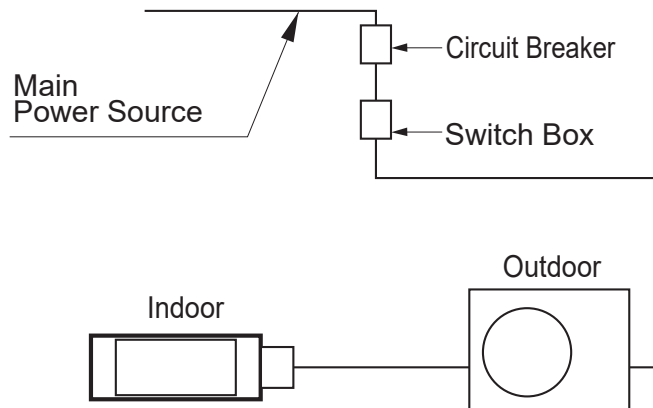 Circuit Breaker
Main
Power Source
Switch Box
Outdoor
Indoor